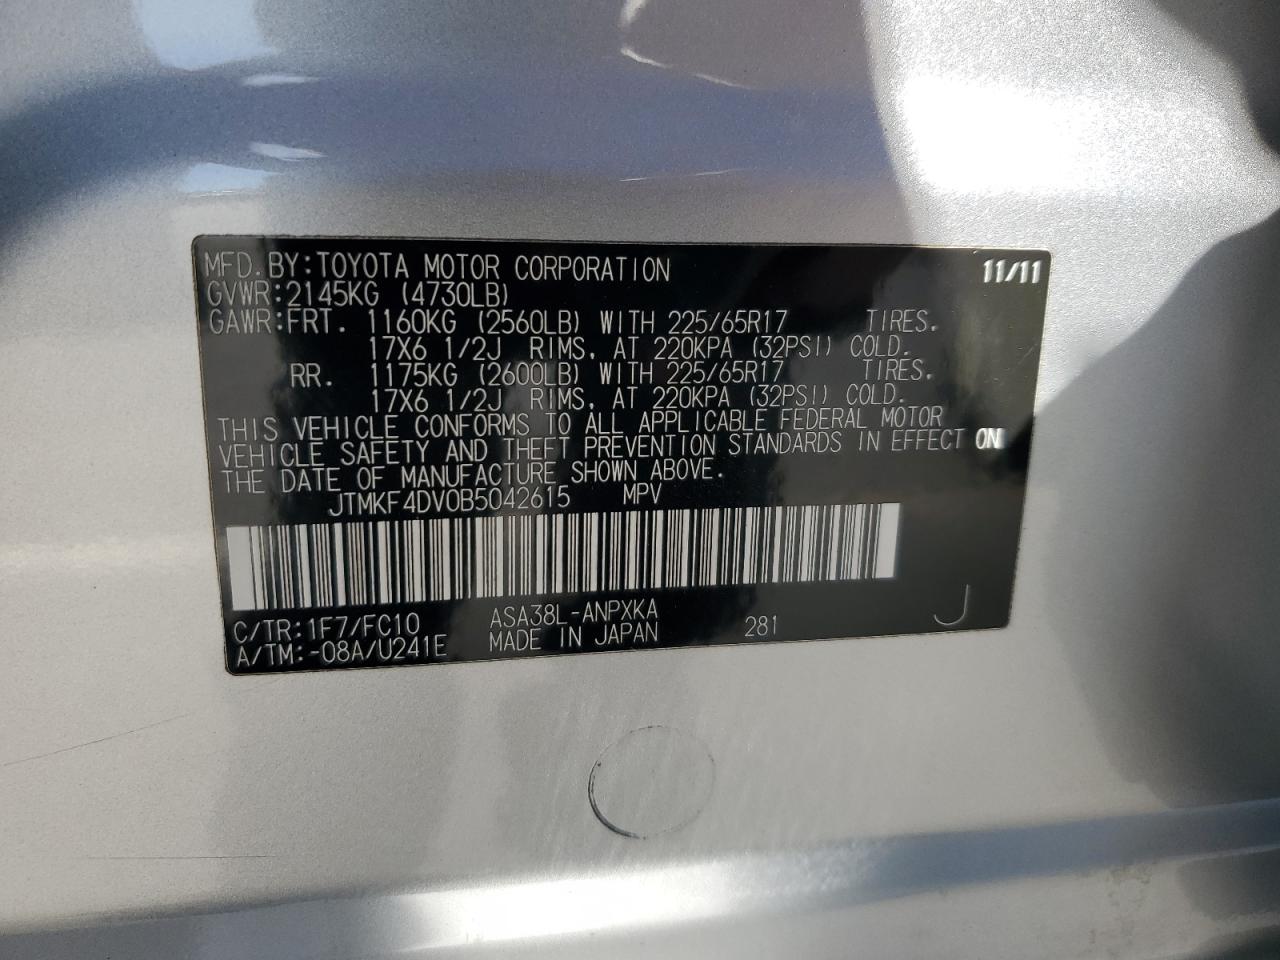 MFD. BY: TOYOTA MOTOR CORPORATION 11/11
GVWR: 2145KG (4730LB)
GAWR: FRT. 1160KG (2560LB) WITH 225/65R17 TIRES.
17X6 1/2J RIMS, AT 220KPA (32PSI) COLD.
RR. 1175KG (2600LB) WITH 225/65R17 TIRES.
17X6 1/2J RIMS, AT 220KPA (32PSI) COLD.
THIS VEHICLE CONFORMS TO ALL APPLICABLE FEDERAL MOTOR
VEHICLE SAFETY AND THEFT PREVENTION STANDARDS IN EFFECT ON
THE DATE OF MANUFACTURE SHOWN ABOVE.
JTMKF4DV0B5042615 MPV
C/TR: 1F7/FC10 ASA38L-ANPXKA
A/TM: -08A/U241E MADE IN JAPAN 281 J